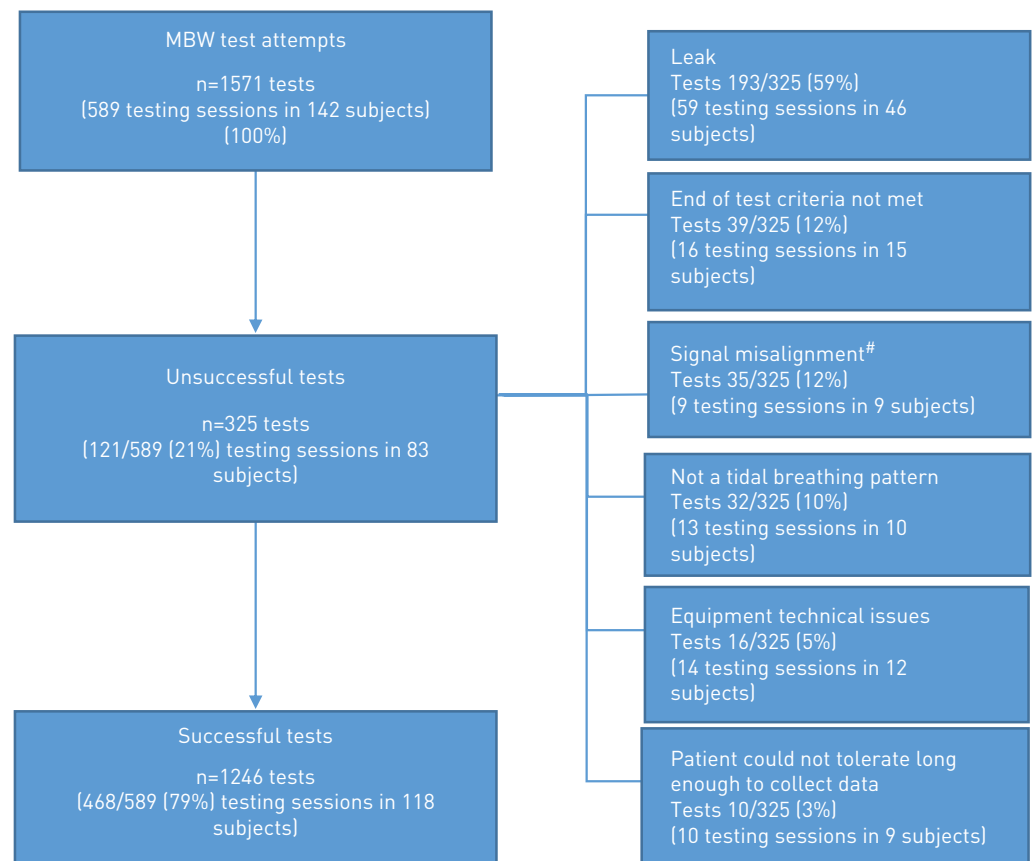 MBW test attempts
n=1571 tests
(589 testing sessions in 142 subjects)
(100%)
Unsuccessful tests
n=325 tests
(121/589 (21%) testing sessions in 83
subjects)
Successful tests
n=1246 tests
(468/589 (79%) testing sessions in 118
subjects)
Leak
Tests 193/325 (59%)
(59 testing sessions in 46
subjects)
End of test criteria not met
Tests 39/325 (12%)
(16 testing sessions in 15
subjects)
Signal misalignment#
Tests 35/325 (12%)
(9 testing sessions in 9 subjects)
Not a tidal breathing pattern
Tests 32/325 (10%)
(13 testing sessions in 10
subjects)
Equipment technical issues
Tests 16/325 (5%)
(14 testing sessions in 12
subjects)
Patient could not tolerate long
enough to collect data
Tests 10/325 (3%)
(10 testing sessions in 9 subjects)